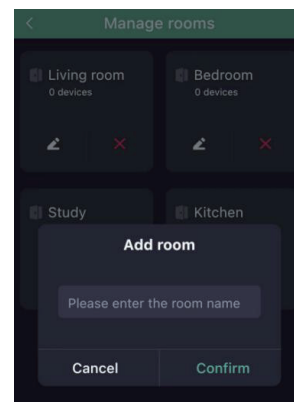 Manage rooms
Living room
0 devices
Bedroom
0 devices
Study
Kitchen
Add room
Please enter the room name
Cancel
Confirm